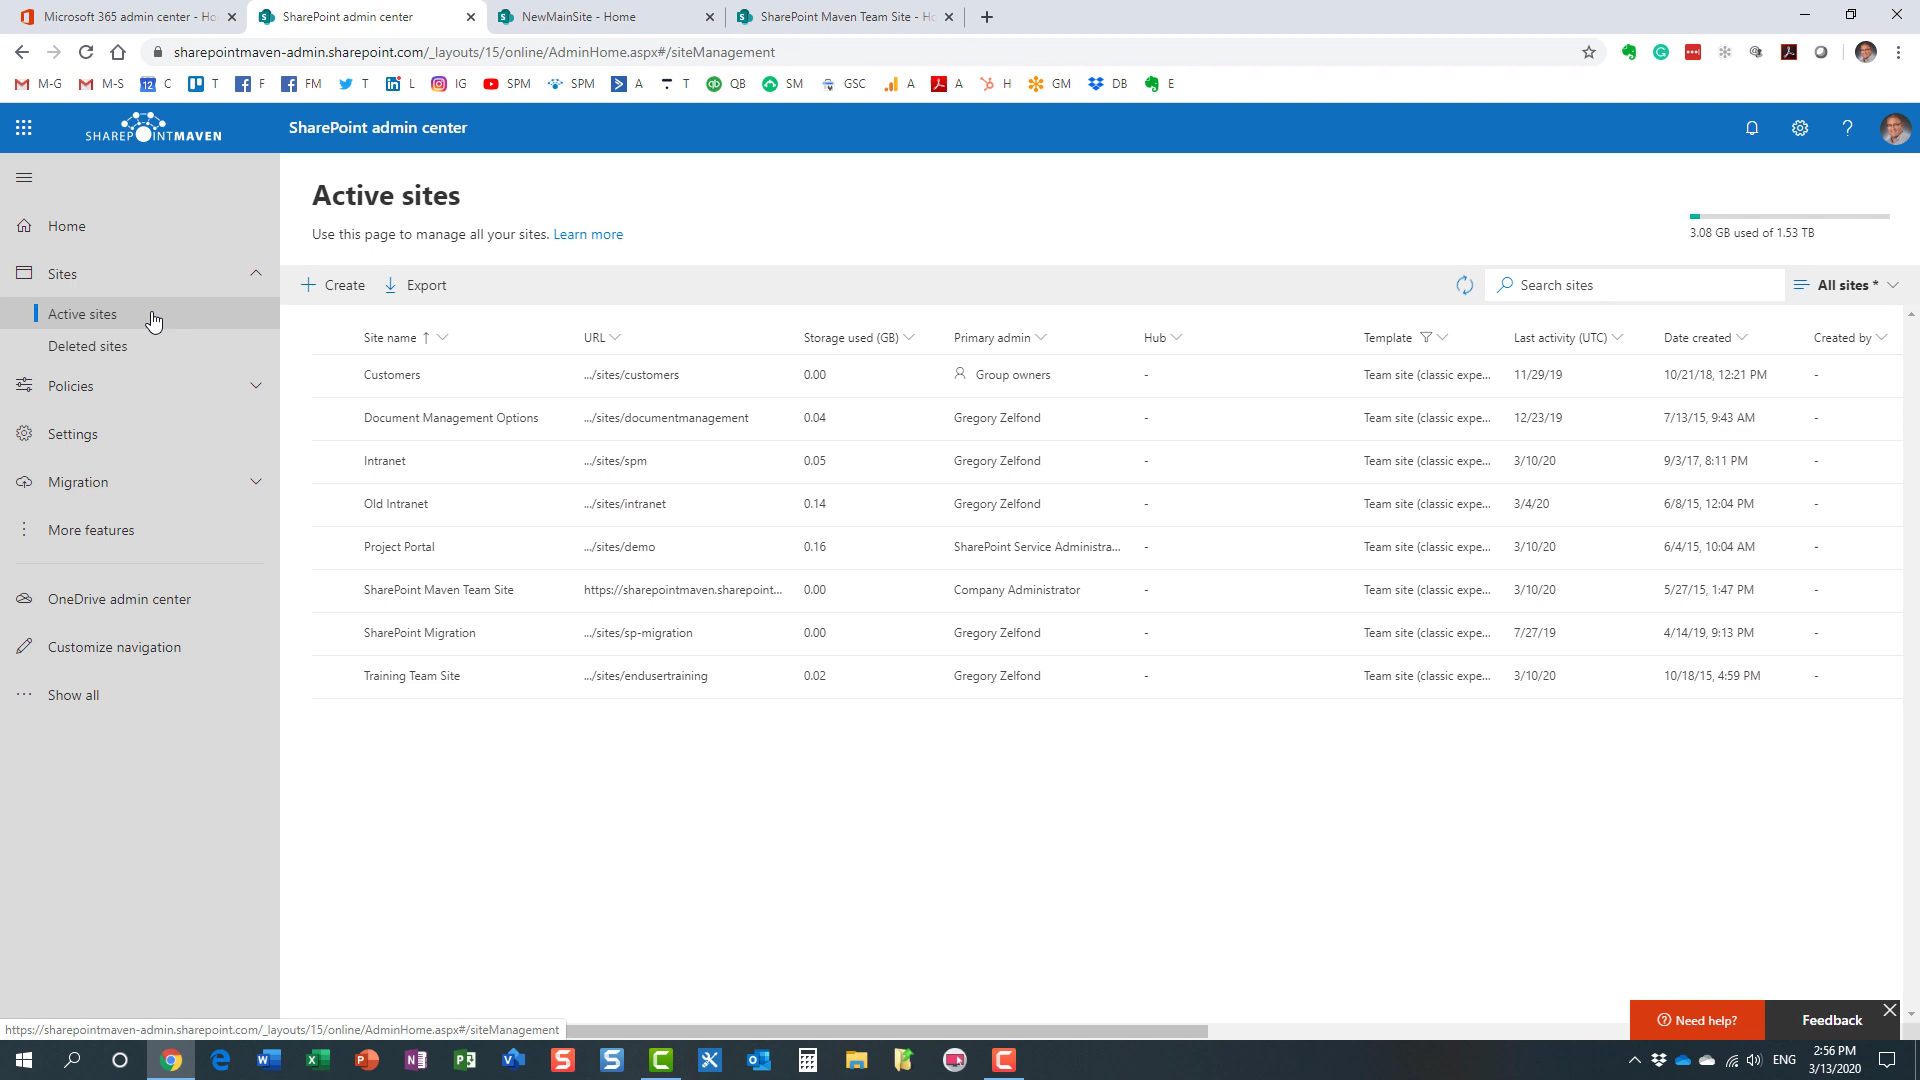 Microsoft 365 admin center - Ho
SharePoint admin center
NewMainSite - Home
SharePoint Maven Team Site - Ho
sharepointmaven-admin.sharepoint.com/_layouts/15/online/AdminHome.aspx#/siteManagement
M-G
M-S
12
C
T
F
FM
T
L
IG
SPM
SPM
A
T
QB
SM
GSC
A
A
H
GM
DB
E
SHAREPOINTMAVEN
SharePoint admin center
?
Home
Sites
Active sites
Deleted sites
Policies
Settings
Migration
More features
OneDrive admin center
Customize navigation
Show all
Active sites
Use this page to manage all your sites. Learn more
3.08 GB used of 1.53 TB
Create
Export
Search sites
All sites *
Site name URL Storage used (GB) Primary admin Hub Template Last activity (UTC) Date created Created by
Customers .../sites/customers 0.00 Group owners - Team site (classic expe... 11/29/19 10/21/18, 12:21 PM -
Document Management Options .../sites/documentmanagement 0.04 Gregory Zelfond - Team site (classic expe... 12/23/19 7/13/15, 9:43 AM -
Intranet .../sites/spm 0.05 Gregory Zelfond - Team site (classic expe... 3/10/20 9/3/17, 8:11 PM -
Old Intranet .../sites/intranet 0.14 Gregory Zelfond - Team site (classic expe... 3/4/20 6/8/15, 12:04 PM -
Project Portal .../sites/demo 0.16 SharePoint Service Administra... - Team site (classic expe... 3/10/20 6/4/15, 10:04 AM -
SharePoint Maven Team Site https://sharepointmaven.sharepoint... 0.00 Company Administrator - Team site (classic expe... 3/10/20 5/27/15, 1:47 PM -
SharePoint Migration .../sites/sp-migration 0.00 Gregory Zelfond - Team site (classic expe... 7/27/19 4/14/19, 9:13 PM -
Training Team Site .../sites/endusertraining 0.02 Gregory Zelfond - Team site (classic expe... 3/10/20 10/18/15, 4:59 PM -
Need help?
Feedback
https://sharepointmaven-admin.sharepoint.com/_layouts/15/online/AdminHome.aspx#/siteManagement
ENG
2:56 PM
3/13/2020